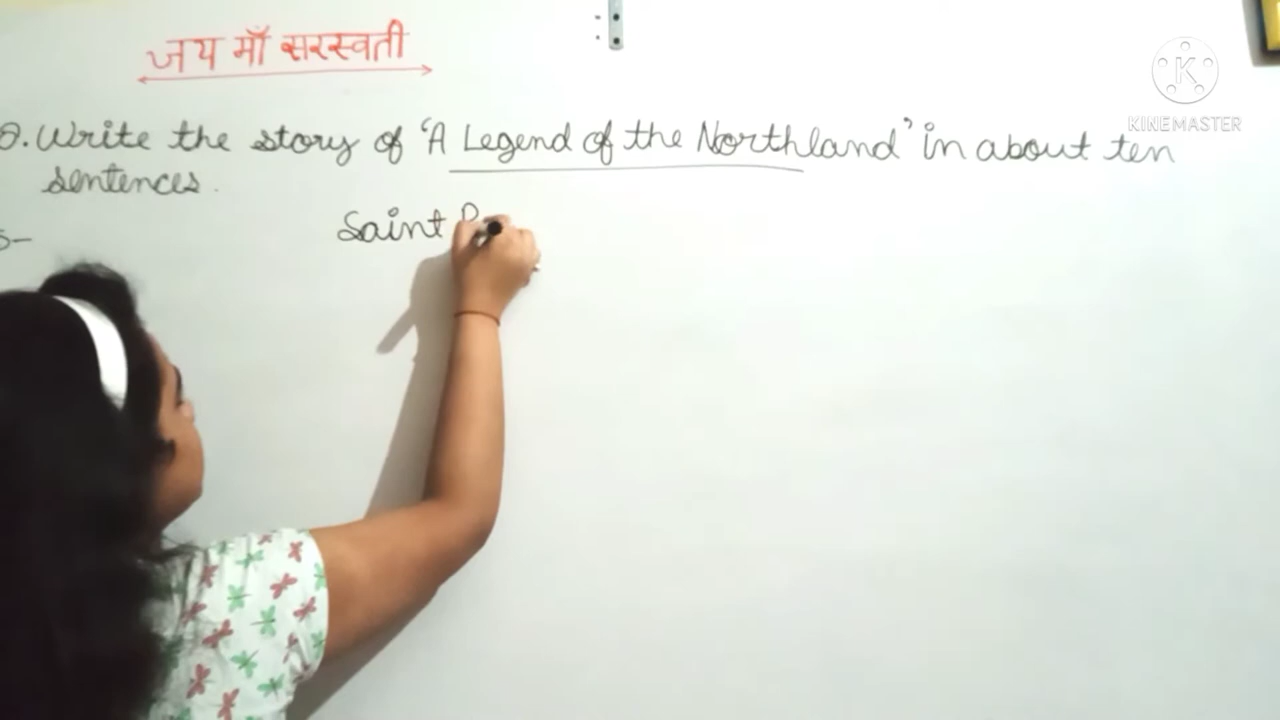 जय माँ सरस्वती
Q. Write the story of 'A Legend of the Northland' in about ten
sentences.
Saint P
KINEMASTER